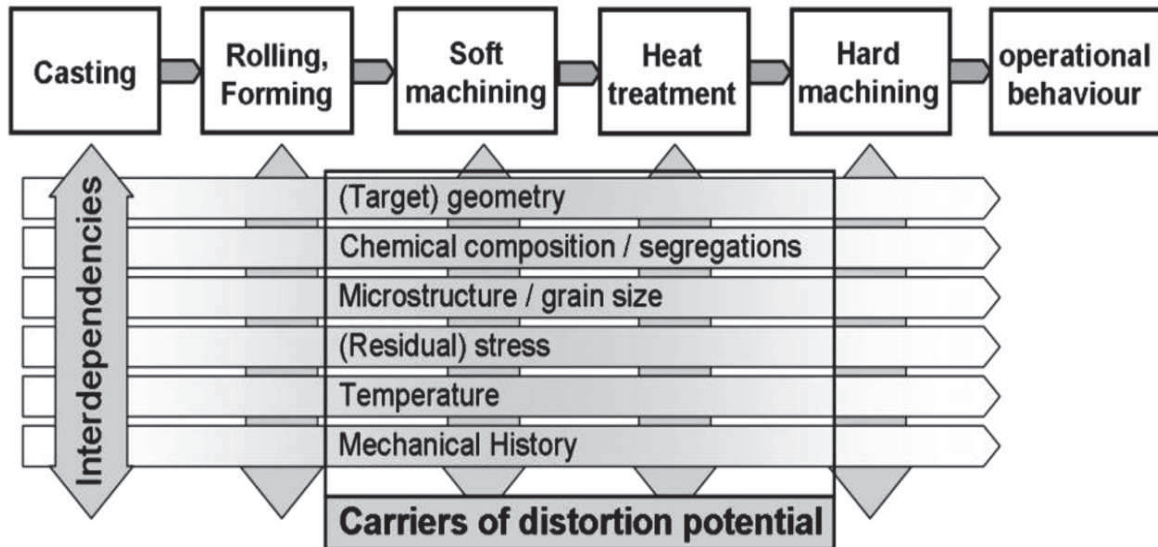 Casting
Rolling,
Forming
Soft
machining
Heat
treatment
Hard
machining
operational
behaviour
Interdependencies
(Target) geometry
Chemical composition / segregations
Microstructure / grain size
(Residual) stress
Temperature
Mechanical History
Carriers of distortion potential